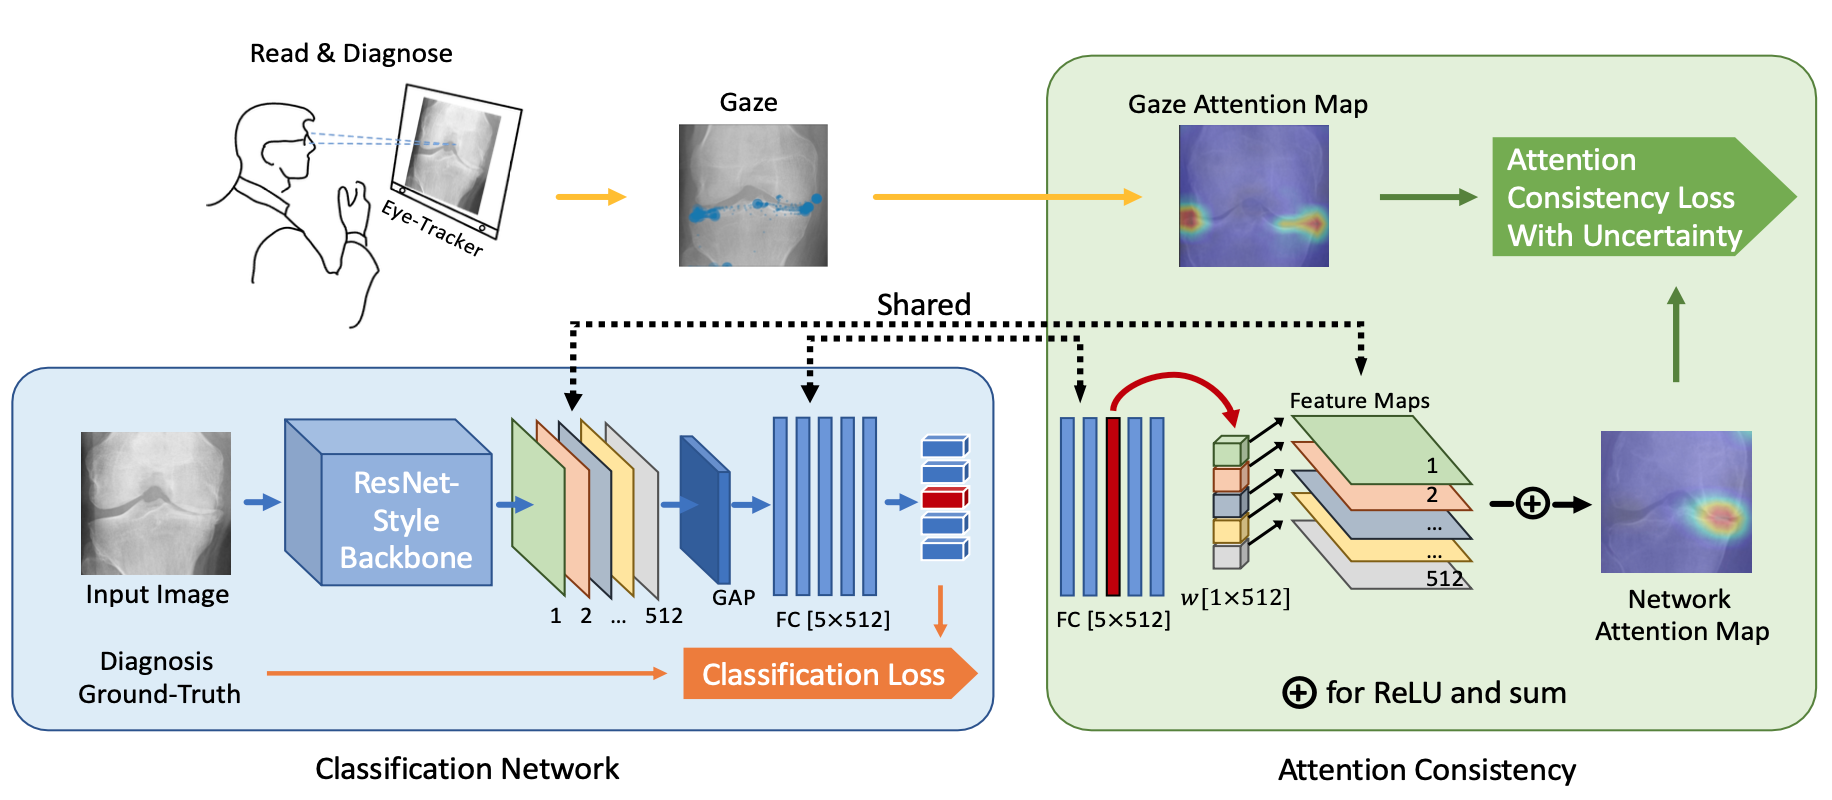 Read & Diagnose
Eye-Tracker
Gaze
Gaze Attention Map
Attention
Consistency Loss
With Uncertainty
Shared
Input Image
ResNet-
Style
Backbone
1 2 ... 512
GAP
FC [5×512]
Diagnosis
Ground-Truth
Classification Loss
Classification Network
FC [5×512]
w[1×512]
Feature Maps
1
2
...
...
512
Network
Attention Map
for ReLU and sum
Attention Consistency